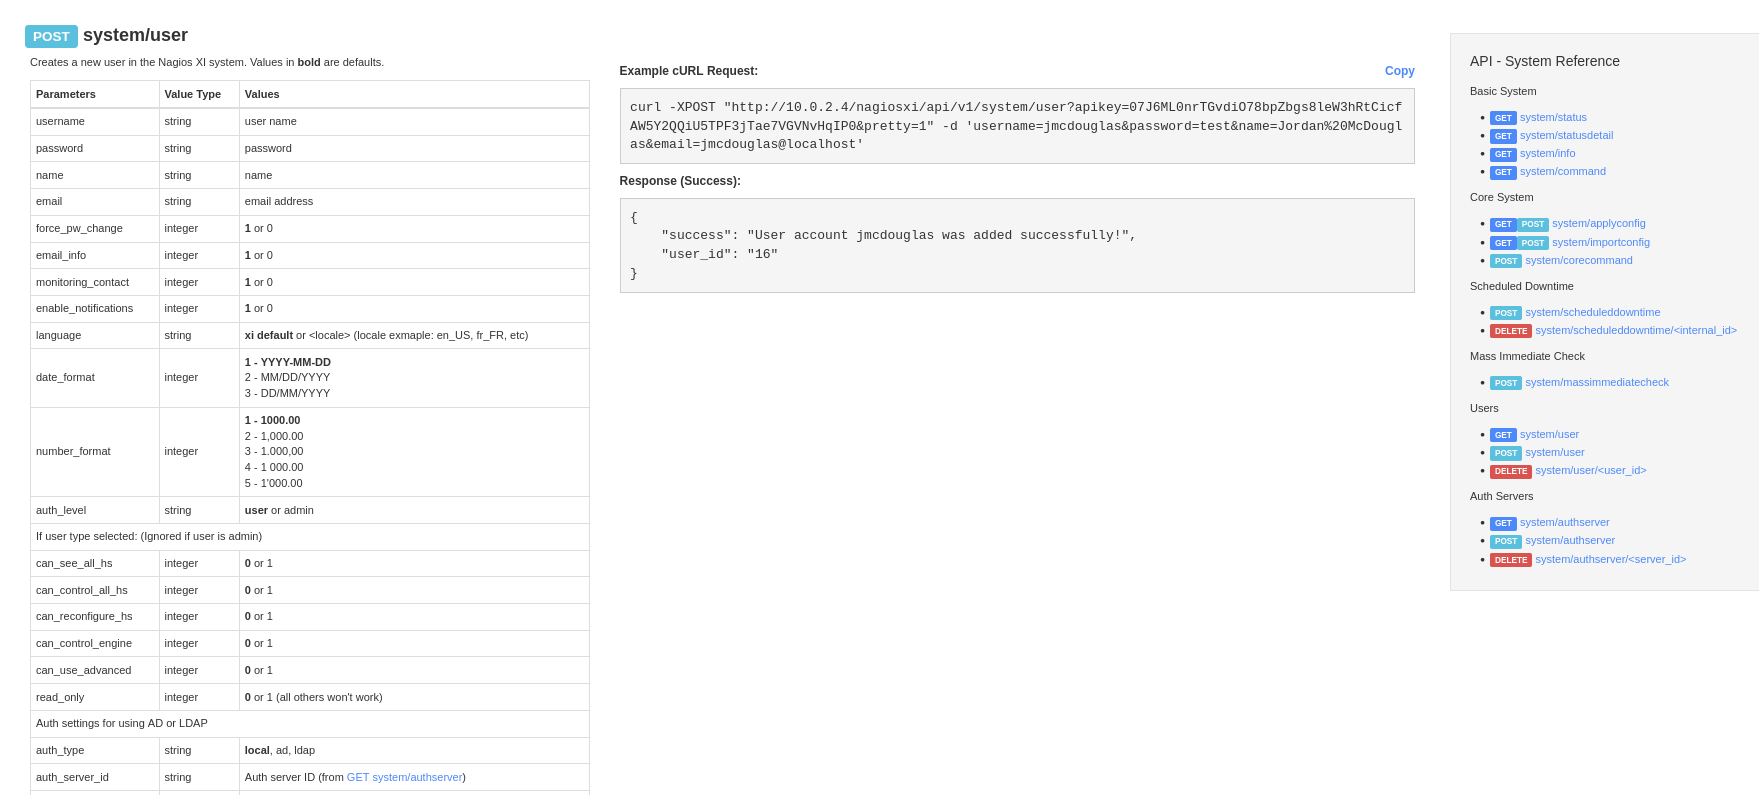 POST system/user
Creates a new user in the Nagios XI system. Values in bold are defaults.
Parameters Value Type Values
username string user name
password string password
name string name
email string email address
force_pw_change integer 1 or 0
email_info integer 1 or 0
monitoring_contact integer 1 or 0
enable_notifications integer 1 or 0
language string xi default or <locale> (locale exmaple: en_US, fr_FR, etc)
date_format integer 1 - YYYY-MM-DD
2 - MM/DD/YYYY
3 - DD/MM/YYYY
number_format integer 1 - 1000.00
2 - 1,000.00
3 - 1.000,00
4 - 1 000.00
5 - 1'000.00
auth_level string user or admin
If user type selected: (Ignored if user is admin)
can_see_all_hs integer 0 or 1
can_control_all_hs integer 0 or 1
can_reconfigure_hs integer 0 or 1
can_control_engine integer 0 or 1
can_use_advanced integer 0 or 1
read_only integer 0 or 1 (all others won't work)
Auth settings for using AD or LDAP
auth_type string local, ad, ldap
auth_server_id string Auth server ID (from GET system/authserver)
Example cURL Request: Copy
curl -XPOST "http://10.0.2.4/nagiosxi/api/v1/system/user?apikey=07J6ML0nrTGvdiO78bpZbgs8leW3hRtCicf
AW5Y2QQiU5TPF3jTae7VGVNvHqIP0&pretty=1" -d 'username=jmcdouglas&password=test&name=Jordan%20McDougl
as&email=jmcdouglas@localhost'
Response (Success):
{
"success": "User account jmcdouglas was added successfully!",
"user_id": "16"
}
API - System Reference
Basic System
• GET system/status
• GET system/statusdetail
• GET system/info
• GET system/command
Core System
• GET POST system/applyconfig
• GET POST system/importconfig
• POST system/corecommand
Scheduled Downtime
• POST system/scheduleddowntime
• DELETE system/scheduleddowntime/<internal_id>
Mass Immediate Check
• POST system/massimmediatecheck
Users
• GET system/user
• POST system/user
• DELETE system/user/<user_id>
Auth Servers
• GET system/authserver
• POST system/authserver
• DELETE system/authserver/<server_id>